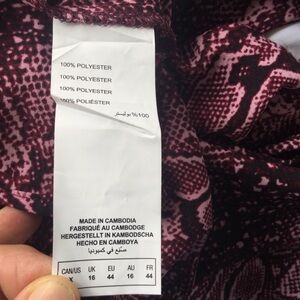 100% POLYESTER
100% POLYESTER
100% POLYESTER
100% POLIÉSTER
100% بوليستر
MADE IN CAMBODIA
FABRIQUÉ AU CAMBODGE
HERGESTELLT IN KAMBODSCHA
HECHO EN CAMBOYA
صنع في كمبوديا
CAN/US UK EU AU FR
X 16 44 16 44